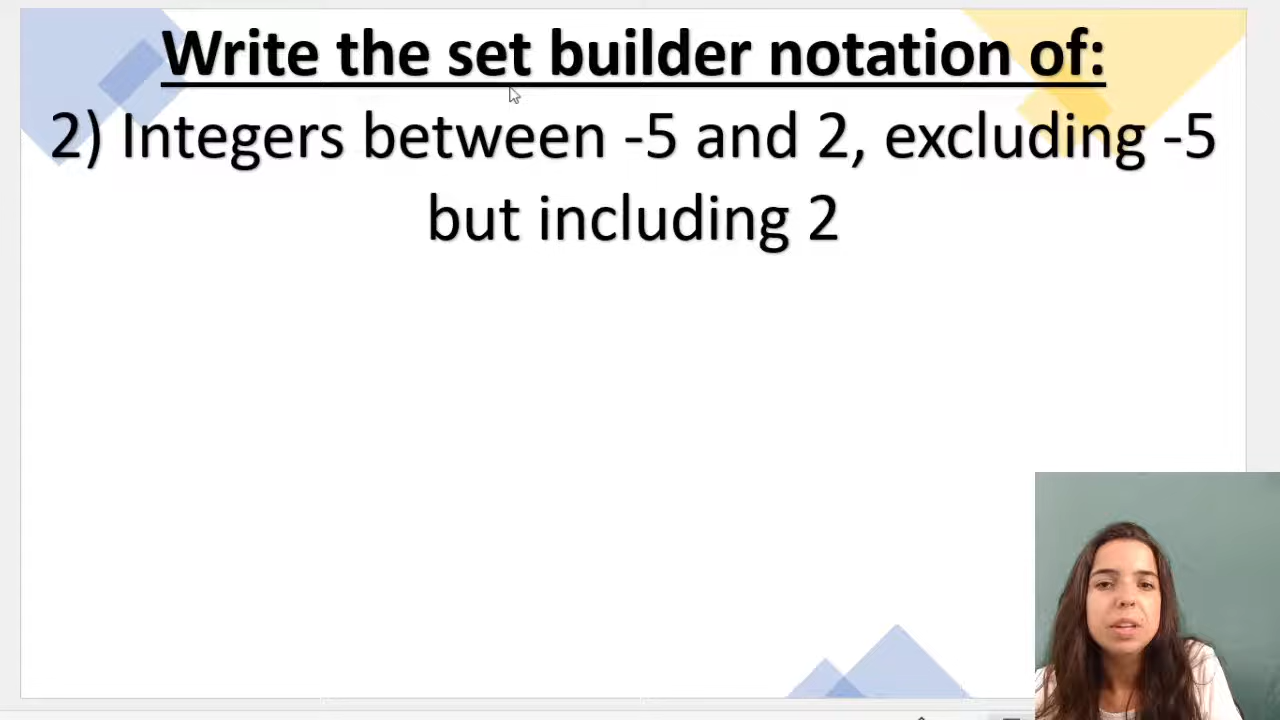 Write the set builder notation of:
2) Integers between -5 and 2, excluding -5
but including 2